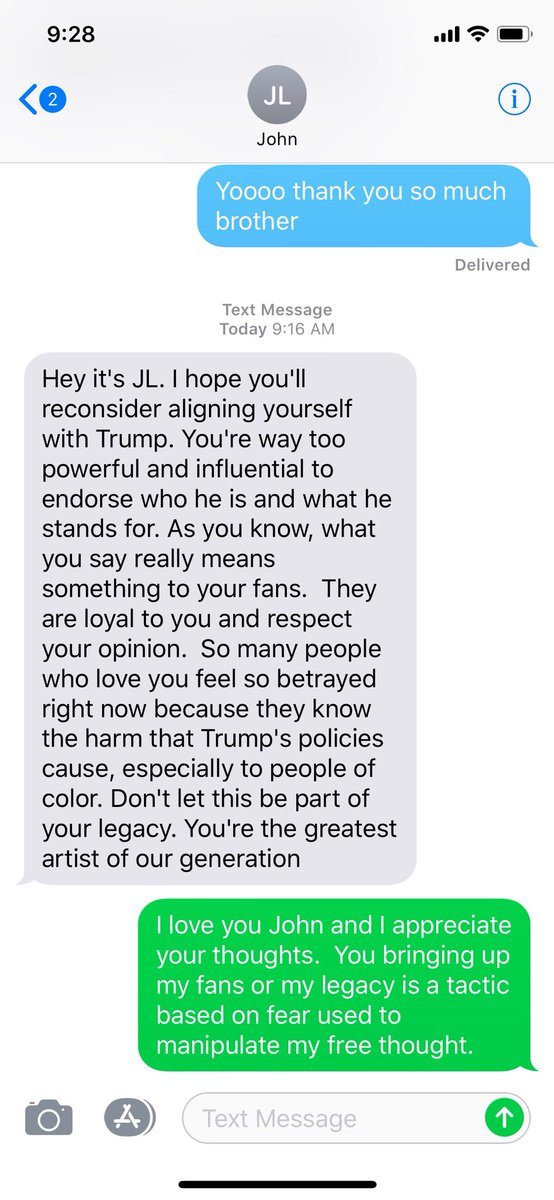 9:28
2
JL
John
Yoooo thank you so much
brother
Delivered
Text Message
Today 9:16 AM
Hey it's JL. I hope you'll
reconsider aligning yourself
with Trump. You're way too
powerful and influential to
endorse who he is and what he
stands for. As you know, what
you say really means
something to your fans.  They
are loyal to you and respect
your opinion.  So many people
who love you feel so betrayed
right now because they know
the harm that Trump's policies
cause, especially to people of
color. Don't let this be part of
your legacy. You're the greatest
artist of our generation
I love you John and I appreciate
your thoughts.  You bringing up
my fans or my legacy is a tactic
based on fear used to
manipulate my free thought.
Text Message